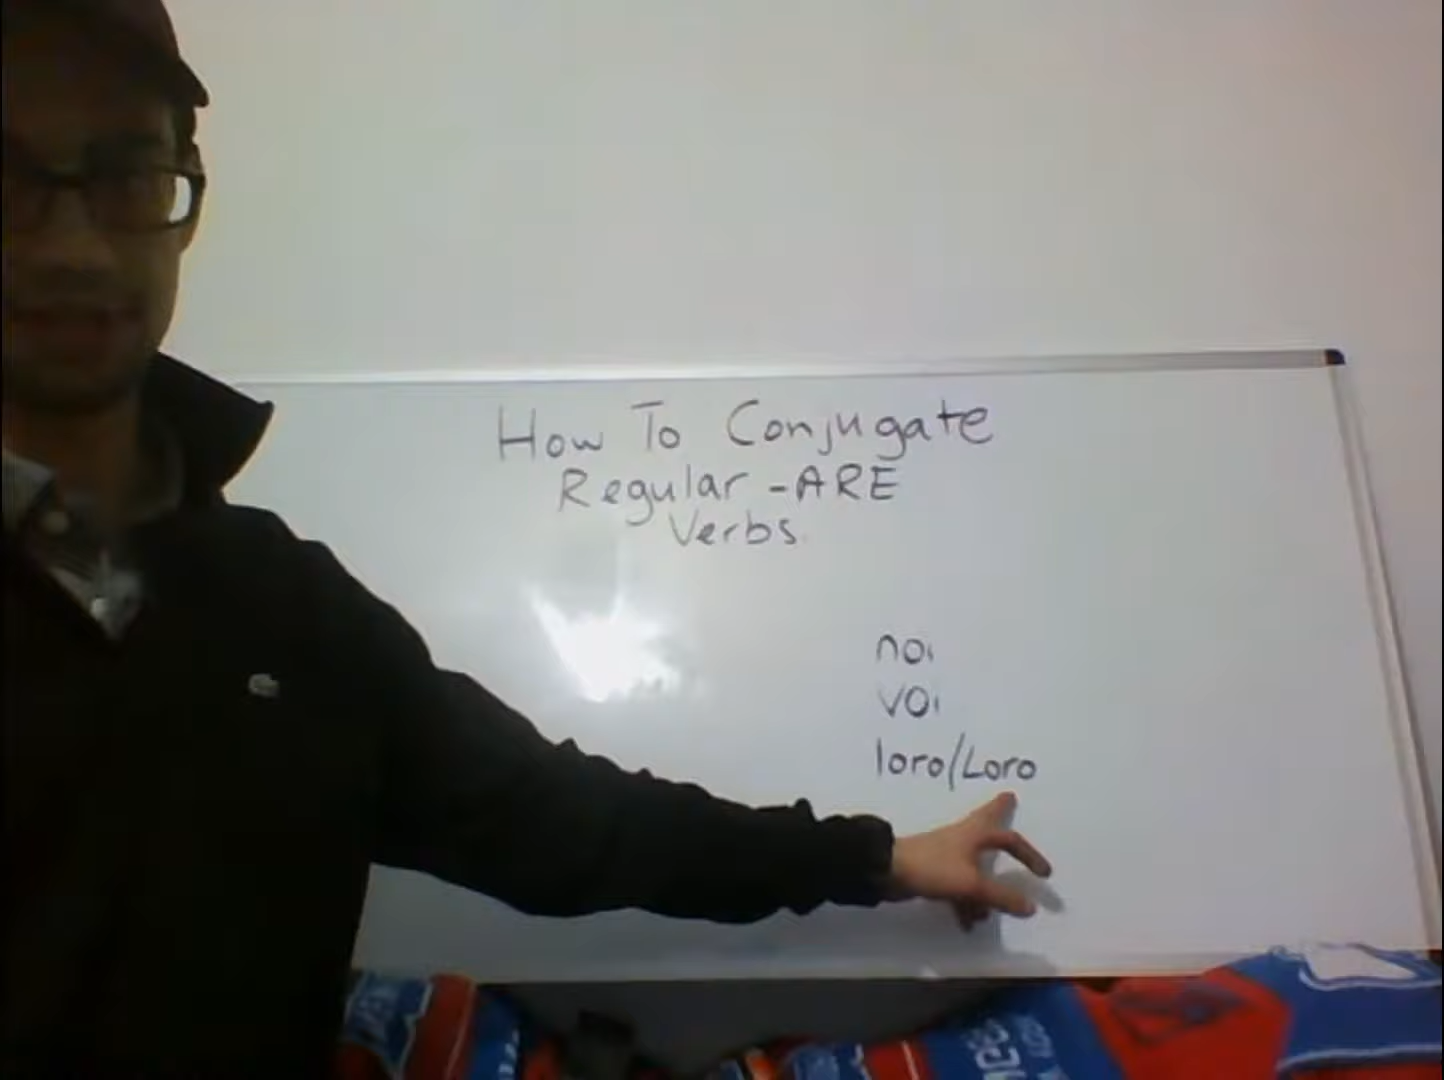 How To Conjugate
Regular -ARE
Verbs
noi
voi
loro/Loro